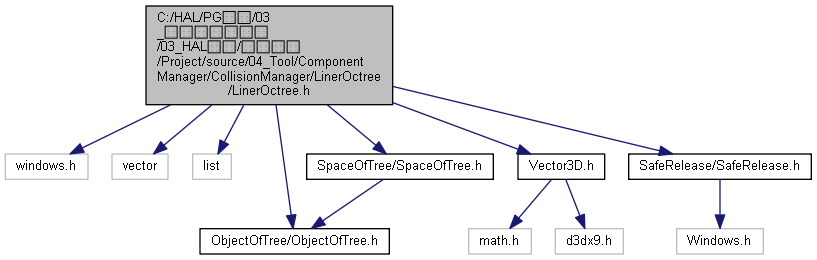 C:/HAL/PG□□/03
_□□□□□□□□
/03_HAL□□/□□□□
/Project/source/04_Tool/Component
Manager/CollisionManager/LinerOctree
/LinerOctree.h
windows.h
vector
list
SpaceOfTree/SpaceOfTree.h
Vector3D.h
SafeRelease/SafeRelease.h
ObjectOfTree/ObjectOfTree.h
math.h
d3dx9.h
Windows.h